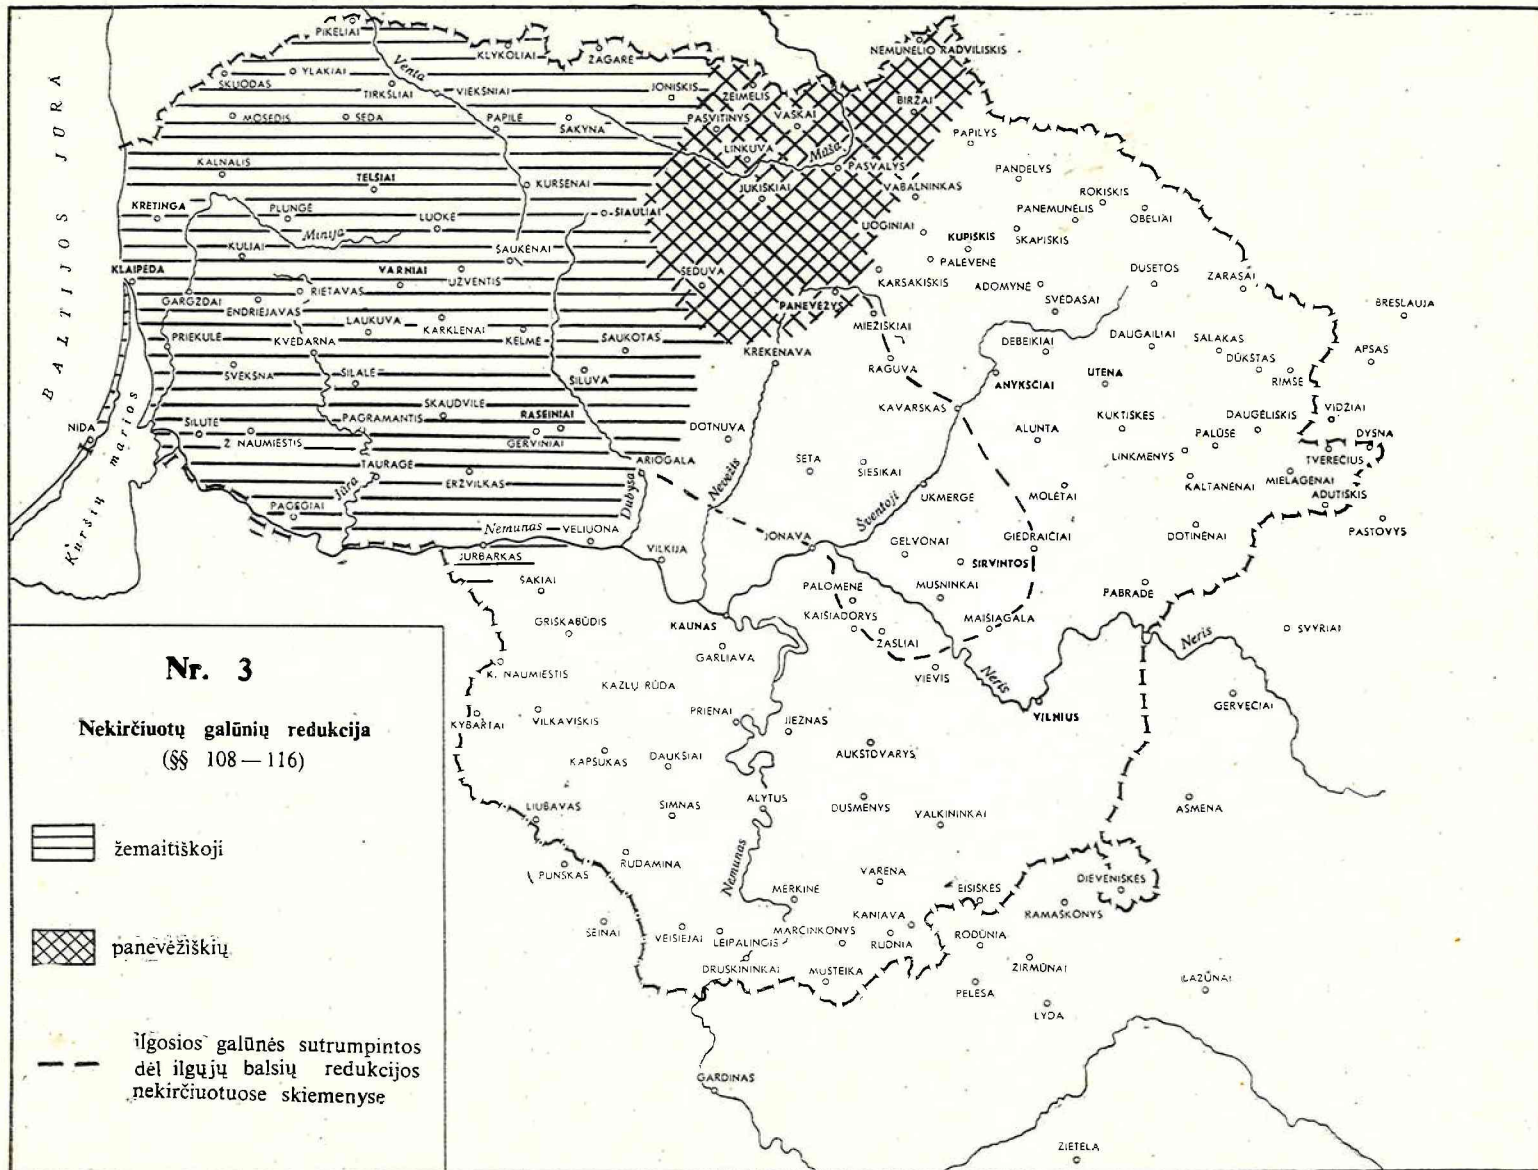 PIKELIAI
KLYKOLIAI
ŽAGARĖ
NEMUNĖLIO RADVILIŠKIS
SKUODAS
YLAKIAI
TIRKŠLIAI
Venta
VIEKŠNIAI
JONIŠKIS
ŽEIMELIS
BIRŽAI
MOSĖDIS
SEDA
PAPILĖ
ŠAKYNA
PAŠVITINYS
VAŠKAI
PAPILYS
LINKUVA
Mūša
PASVALYS
KALNALIS
TELŠIAI
KURŠĖNAI
JUKIŠKIAI
VABALNINKAS
PANDĖLYS
ROKIŠKIS
KRETINGA
PLUNGĖ
LUOKĖ
ŠIAULIAI
PANEMUNĖLIS
OBELIAI
Minija
UOGINIAI
SKAPIŠKIS
KULIAI
ŠAUKĖNAI
KUPIŠKIS
PALĖVENĖ
KLAIPĖDA
VARNIAI
UŽVENTIS
ŠEDUVA
KARSAKIŠKIS
ADOMYNĖ
DUSETOS
ZARASAI
GARGŽDAI
RIETAVAS
ENDRIEJAVAS
PANEVĖŽYS
SVĖDASAI
BRĖSLAUJA
LAUKUVA
KARKLĖNAI
MIEŽIŠKIAI
PRIEKULĖ
KVĖDARNA
KELMĖ
ŠAUKOTAS
KREKENAVA
RAGUVA
DEBEIKIAI
DAUGAILIAI
SALAKAS
DŪKŠTAS
APSAS
RIMŠĖ
ŠVĖKŠNA
ŠILALĖ
ŠILUVA
ANYKŠČIAI
UTENA
BALTIJOS JŪRA
SKAUDVILĖ
PAGRAMANTIS
RASEINIAI
KAVARSKAS
KUKTIŠKĖS
DAUGĖLIŠKIS
VIDŽIAI
NIDA
Kuršių marios
ŠILUTĖ
Ž. NAUMIESTIS
GERVINIAI
DOTNUVA
ALUNTA
PALŪŠĖ
DYSNA
LINKMENYS
TVEREČIUS
TAURAGĖ
ERŽVILKAS
ARIOGALA
ŠĖTA
SIESIKAI
MIELAGĖNAI
KALTANĖNAI
ADUTIŠKIS
Jūra
Dubysa
Nevėžis
Šventoji
UKMERGĖ
MOLĖTAI
PAGĖGIAI
Nemunas
VELIUONA
PASTOVYS
JONAVA
GELVONAI
GIEDRAIČIAI
DOTINĖNAI
JURBARKAS
VILKIJA
ŠIRVINTOS
ŠAKIAI
PALOMENĖ
MUSNINKAI
PABRADĖ
GRIŠKABŪDIS
KAUNAS
KAIŠIADORYS
MAIŠIAGALA
ŽASLIAI
Neris
SVYRIAI
GARLIAVA
K. NAUMIESTIS
VIEVIS
Neris
KAZLŲ RŪDA
VILNIUS
GERVĖČIAI
KYBARTAI
VILKAVIŠKIS
PRIENAI
JIEZNAS
KAPSUKAS
DAUKŠIAI
AUKŠTDVARYS
LIUBAVAS
SIMNAS
ALYTUS
DUSMENYS
VALKININKAI
AŠMENA
RUDAMINA
PUNSKAS
Nemunas
VARĖNA
MERKINĖ
EIŠIŠKĖS
DIEVENIŠKĖS
KANIAVA
RAMAŠKONYS
SEINAI
VEISIEJAI
LEIPALINGIS
MARCINKONYS
RUDNIA
RODŪNIA
DRUSKININKAI
MUSTEIKA
ŽIRMŪNAI
PELESA
LAZŪNAI
LYDA
GARDINAS
ZIETELA
Nr. 3
Nekirčiuotų galūnių redukcija
(§§ 108 — 116)
žemaitiškoji
panevėžiškių
ilgosios galūnės sutrumpintos
dėl ilgųjų balsių redukcijos
nekirčiuotuose skiemenyse